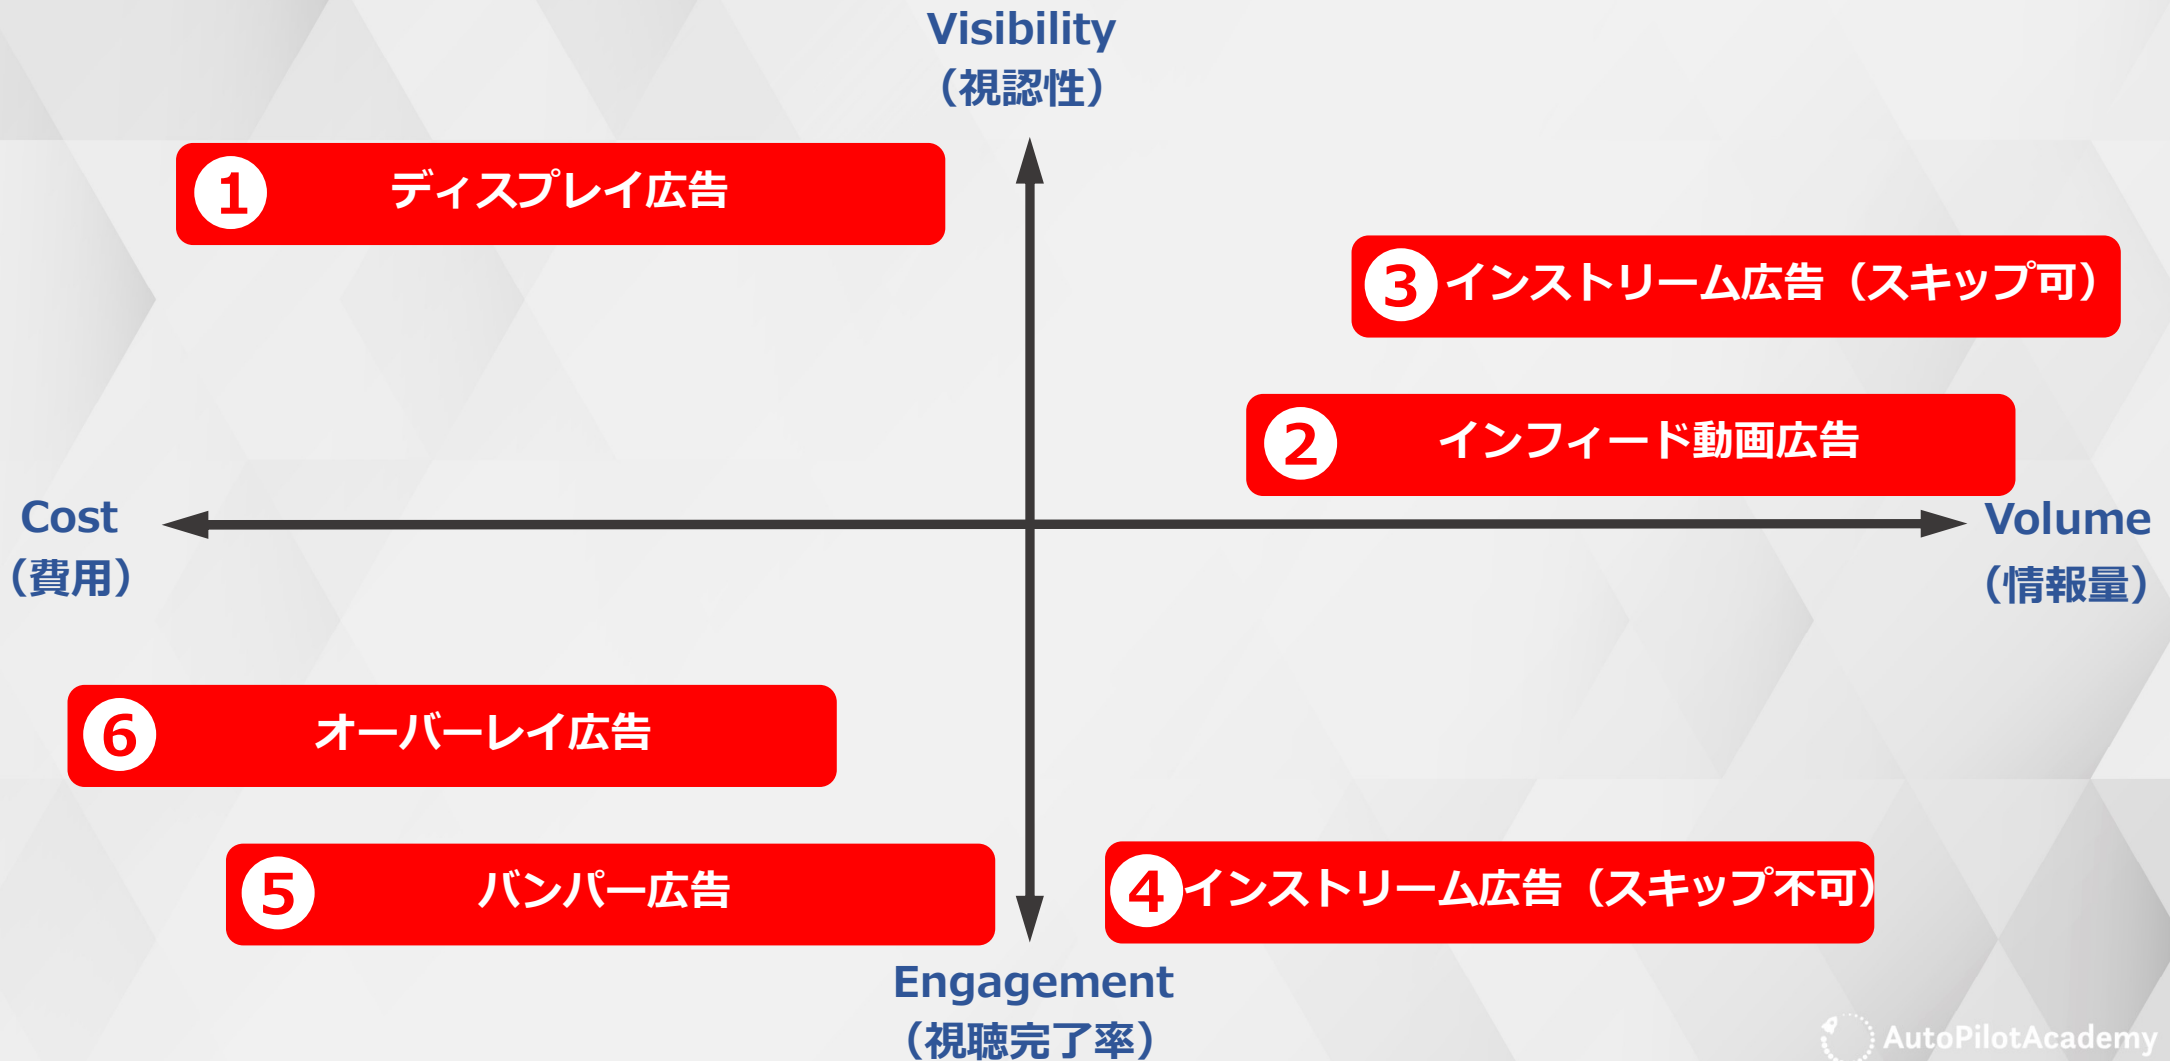 Visibility
（視認性）
1 ディスプレイ広告
3 インストリーム広告（スキップ可）
2 インフィード動画広告
Cost
（費用）
Volume
（情報量）
6 オーバーレイ広告
5 バンパー広告
4 インストリーム広告（スキップ不可）
Engagement
（視聴完了率）
AutoPilotAcademy